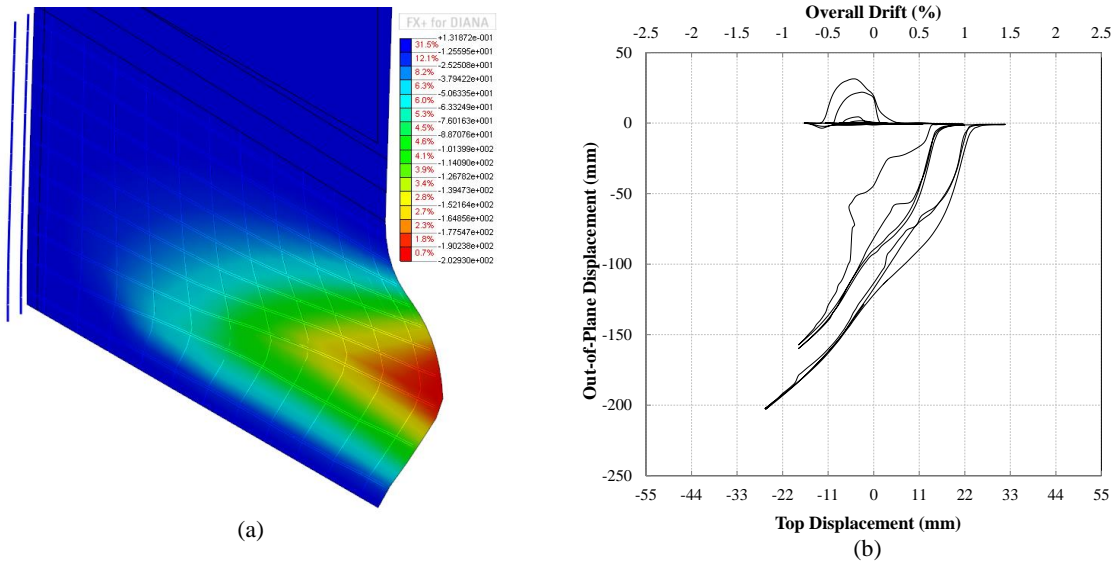 FX+ for DIANA
+1.31872e-001
31.5%
-1.25595e+001
12.1%
-2.52508e+001
8.2%
-3.79422e+001
6.3%
-5.06335e+001
6.0%
-6.33249e+001
5.3%
-7.60163e+001
4.5%
-8.87076e+001
4.6%
-1.01399e+002
4.1%
-1.14090e+002
3.9%
-1.26782e+002
3.4%
-1.39473e+002
2.8%
-1.52164e+002
2.7%
-1.64856e+002
2.3%
-1.77547e+002
1.8%
-1.90238e+002
0.7%
-2.02930e+002
(a)
Overall Drift (%)
-2.5 -2 -1.5 -1 -0.5 0 0.5 1 1.5 2 2.5
50
0
-50
-100
-150
-200
-250
Out-of-Plane Displacement (mm)
-55 -44 -33 -22 -11 0 11 22 33 44 55
Top Displacement (mm)
(b)